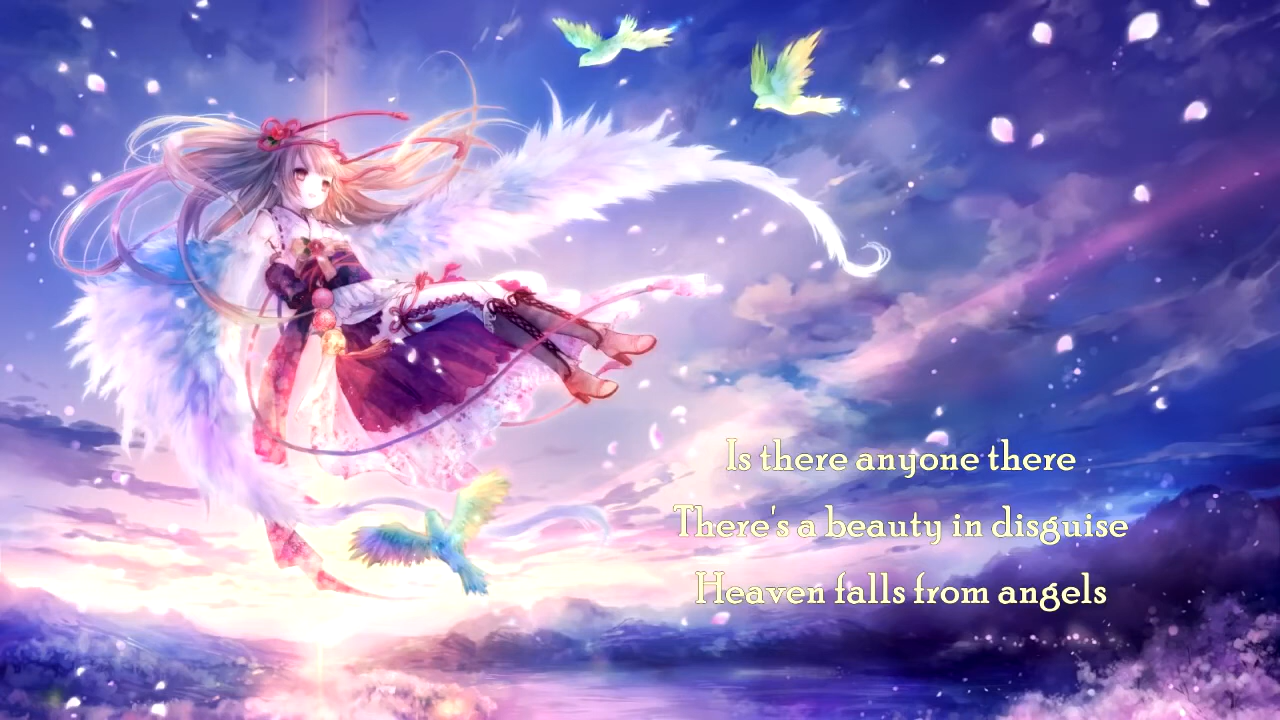 Is there anyone there
There's a beauty in disguise
Heaven falls from angels